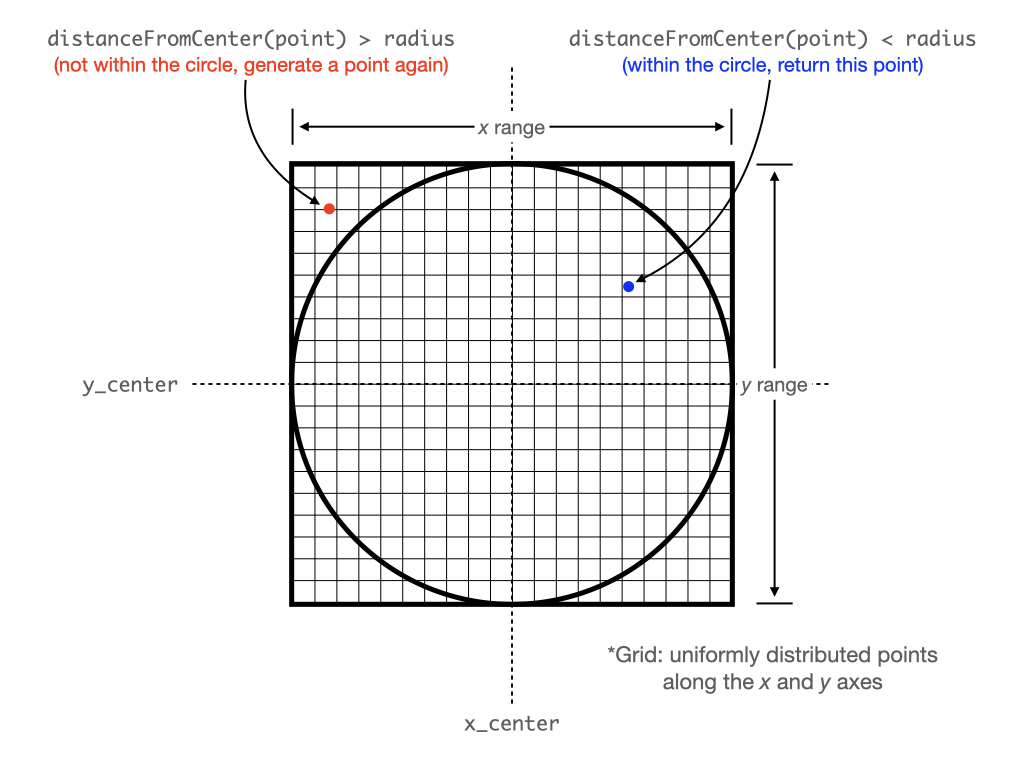 distanceFromCenter(point) > radius
(not within the circle, generate a point again)
distanceFromCenter(point) < radius
(within the circle, return this point)
x range
y_center
y range
*Grid: uniformly distributed points
along the x and y axes
x_center